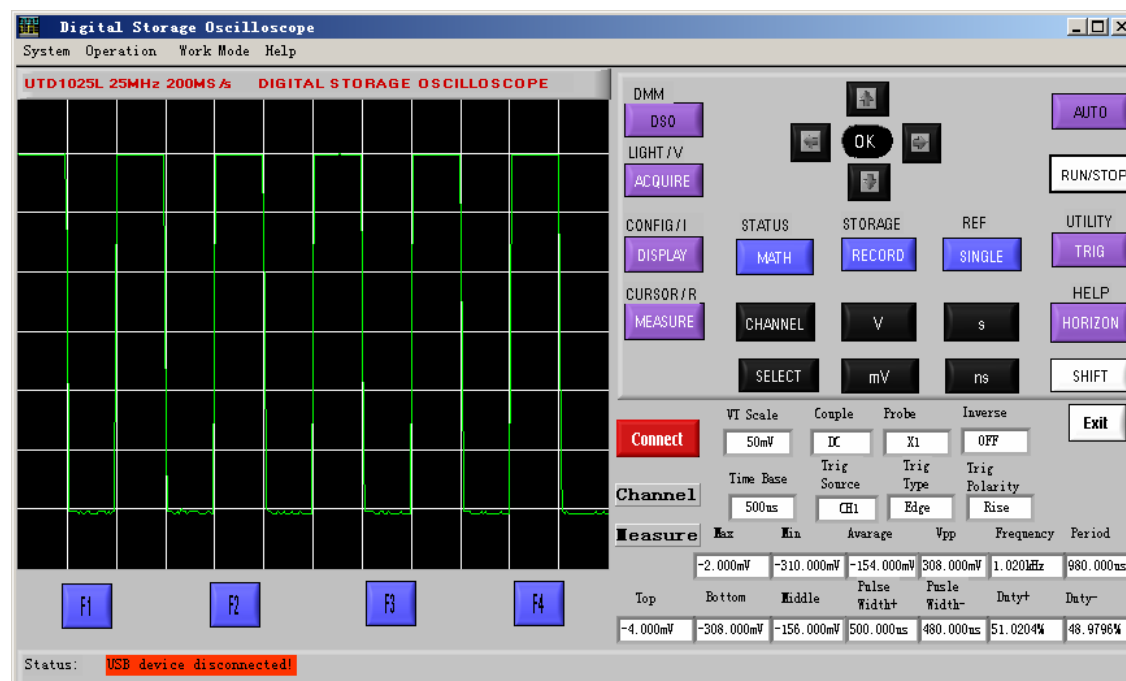 Digital Storage Oscilloscope
System Operation Work Mode Help
UTD1025L 25MHz 200MS/s DIGITAL STORAGE OSCILLOSCOPE
DMM
DSO
AUTO
OK
LIGHT/V
ACQUIRE
RUN/STOP
CONFIG/I STATUS STORAGE REF UTILITY
DISPLAY MATH RECORD SINGLE TRIG
CURSOR/R HELP
MEASURE CHANNEL V s HORIZON
SELECT mV ns SHIFT
VT Scale Couple Probe Inverse
Connect 50mV DC X1 OFF Exit
Time Base Trig Source Trig Type Trig Polarity
Channel 500us CH1 Edge Rise
Measure Max Min Avarage Vpp Frequency Period
-2.000mV -310.000mV -154.000mV 308.000mV 1.020kHz 980.000us
F1 F2 F3 F4
Top Bottom Middle Pulse Width+ Pusle Width- Duty+ Duty-
-4.000mV -308.000mV -156.000mV 500.000us 480.000us 51.0204% 48.9796%
Status: USB device disconnected!